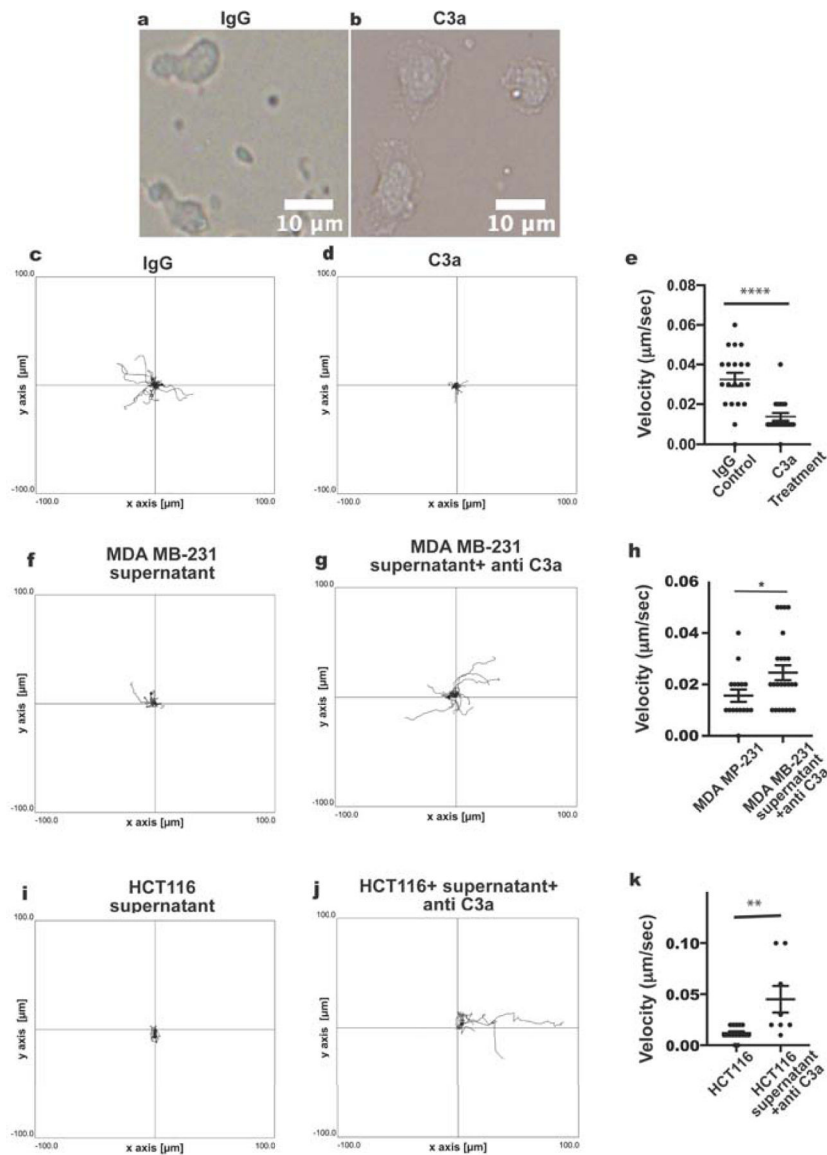 a IgG
b C3a
10 µm
10 µm
c IgG
100.0
y axis [µm]
-100.0
-100.0
x axis [µm]
100.0
d C3a
100.0
y axis [µm]
-100.0
-100.0
x axis [µm]
100.0
e
Velocity (µm/sec)
0.08
0.06
0.04
0.02
0.00
****
IgG
Control
C3a
Treatment
f MDA MB-231
supernatant
100.0
y axis [µm]
-100.0
-100.0
x axis [µm]
100.0
g MDA MB-231
supernatant+ anti C3a
100.0
y axis [µm]
-100.0
-100.0
x axis [µm]
100.0
h
Velocity (µm/sec)
0.06
0.04
0.02
0.00
*
MDA MP-231
MDA MB-231
supernatant
+anti C3a
i HCT116
supernatant
100.0
y axis [µm]
-100.0
-100.0
x axis [µm]
100.0
j HCT116+ supernatant+
anti C3a
100.0
y axis [µm]
-100.0
-100.0
x axis [µm]
100.0
k
Velocity (µm/sec)
0.10
0.05
0.00
**
HCT116
HCT116
supernatant
+anti C3a